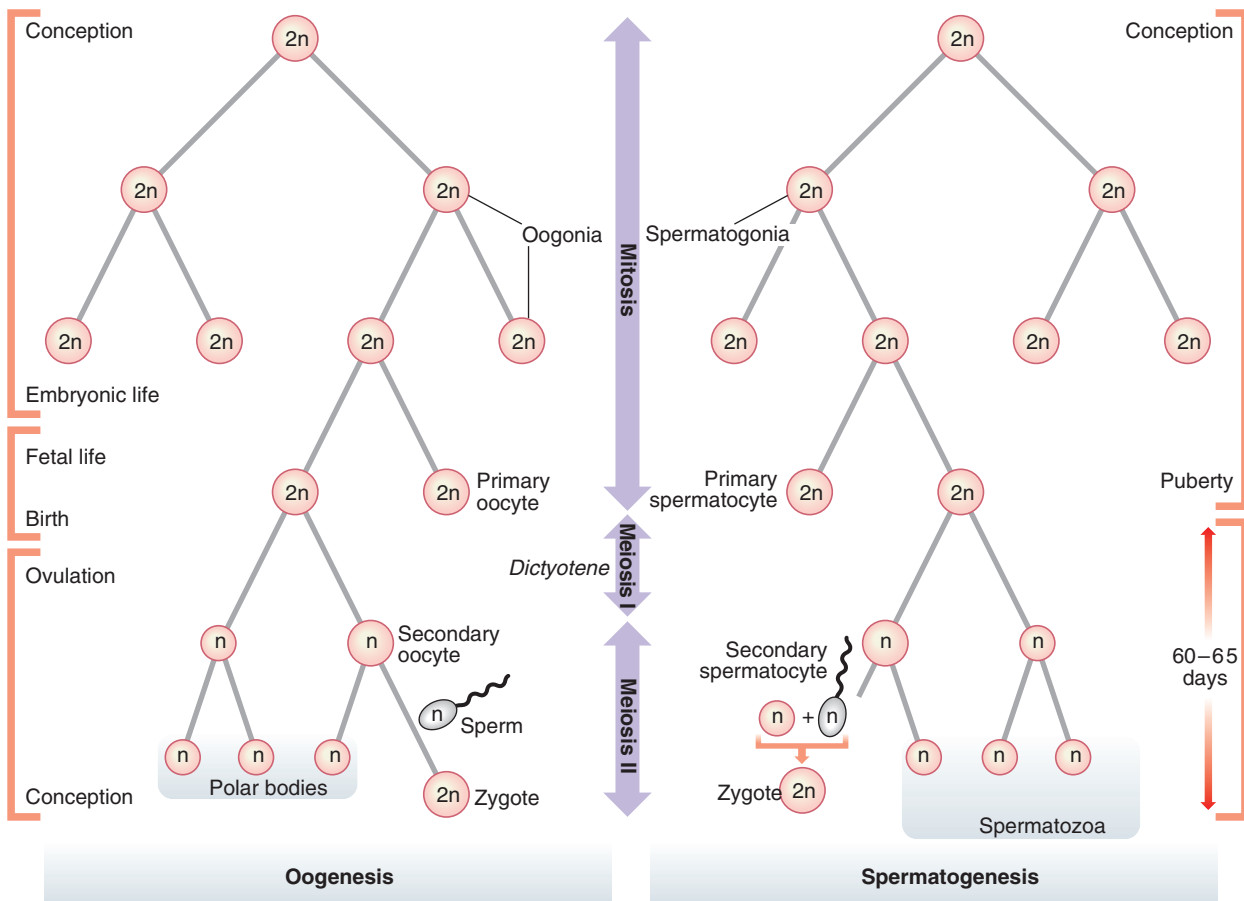 Conception
2n
2n
2n
Oogonia
2n
2n
2n
2n
Embryonic life
Fetal life
2n
2n
Primary
oocyte
Birth
Ovulation
n
n
Secondary
oocyte
n
Sperm
n
n
n
Polar bodies
2n
Zygote
Conception
Oogenesis
Mitosis
Dictyotene
Meiosis I
Meiosis II
Conception
2n
2n
2n
Spermatogonia
2n
2n
2n
2n
Primary
spermatocyte
2n
2n
Puberty
n
n
Secondary
spermatocyte
60–65
days
n + n
Zygote 2n
n
n
n
Spermatozoa
Spermatogenesis